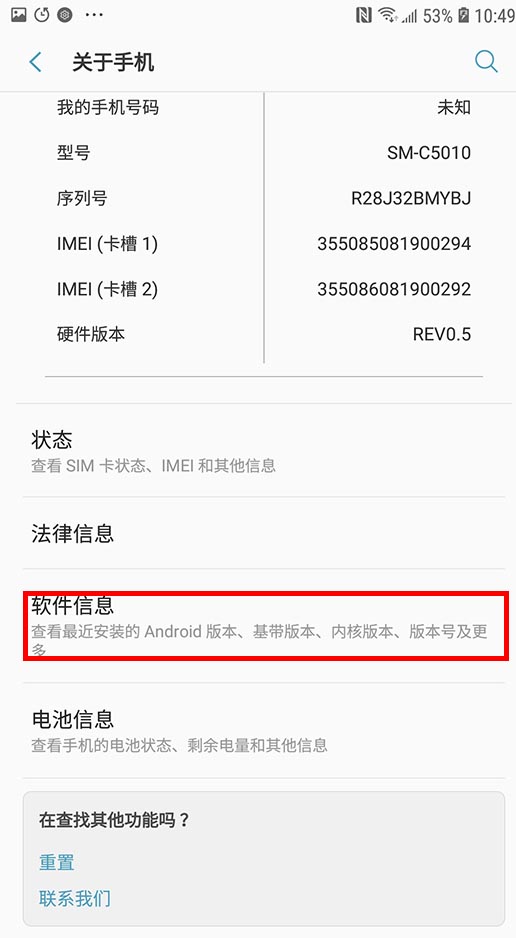 53% 10:49
关于手机
我的手机号码 未知
型号 SM-C5010
序列号 R28J32BMYBJ
IMEI (卡槽 1) 355085081900294
IMEI (卡槽 2) 355086081900292
硬件版本 REV0.5
状态
查看 SIM 卡状态、IMEI 和其他信息
法律信息
软件信息
查看最近安装的 Android 版本、基带版本、内核版本、版本号及更
多
电池信息
查看手机的电池状态、剩余电量和其他信息
在查找其他功能吗？
重置
联系我们